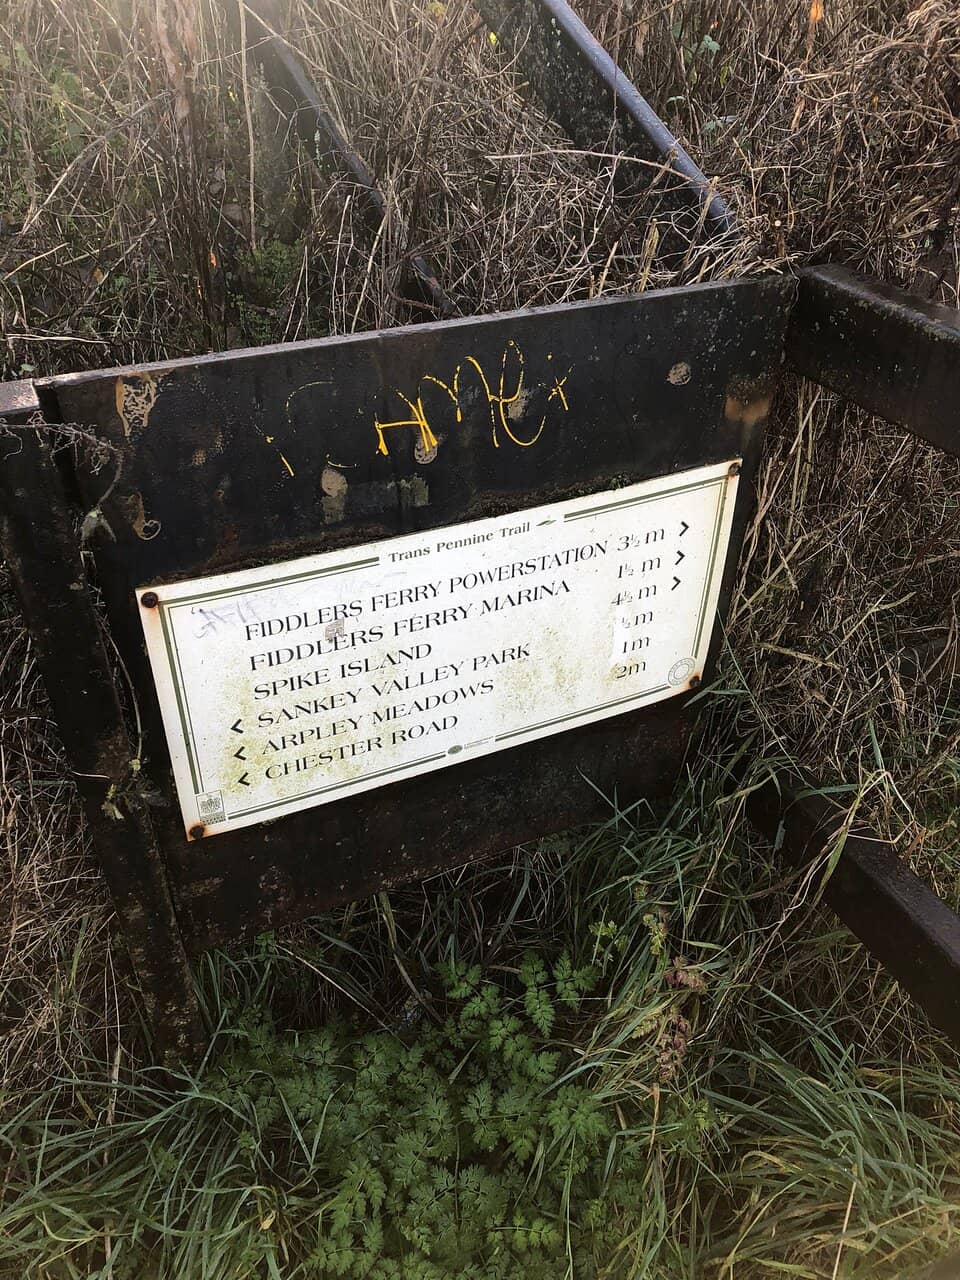 Trans Pennine Trail
FIDDLERS FERRY POWERSTATION 3½ m >
FIDDLERS FERRY MARINA 1½ m >
SPIKE ISLAND 4½ m >
< SANKEY VALLEY PARK ½m
< ARPLEY MEADOWS 1m
< CHESTER ROAD 2m